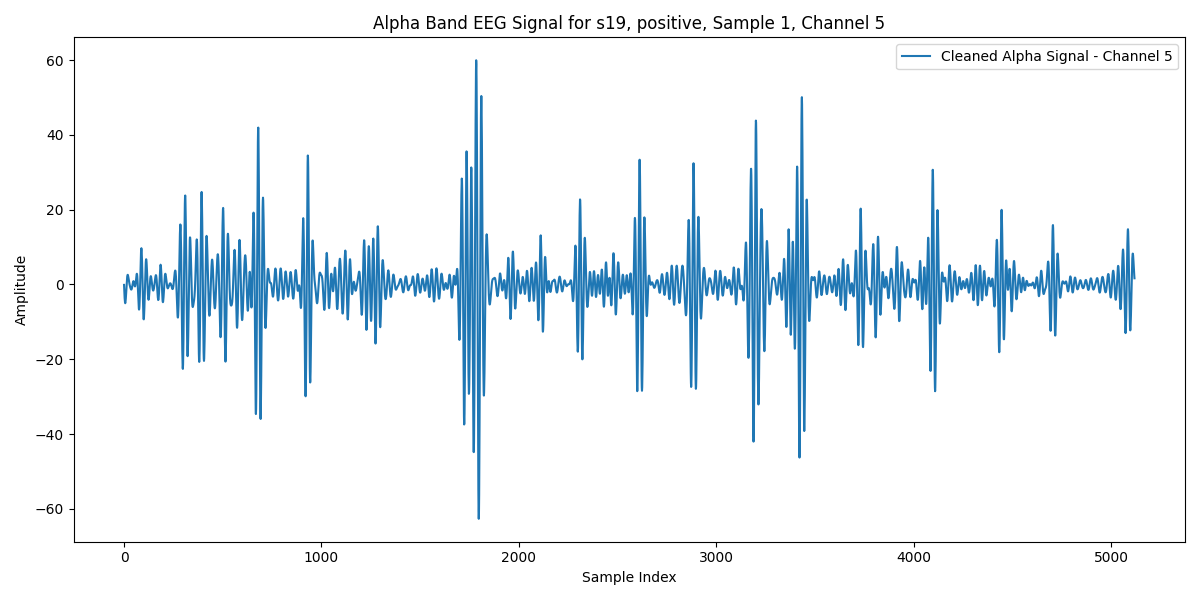 Alpha Band EEG Signal for s19, positive, Sample 1, Channel 5
Cleaned Alpha Signal - Channel 5
60
40
20
0
−20
−40
−60
Amplitude
0 1000 2000 3000 4000 5000
Sample Index